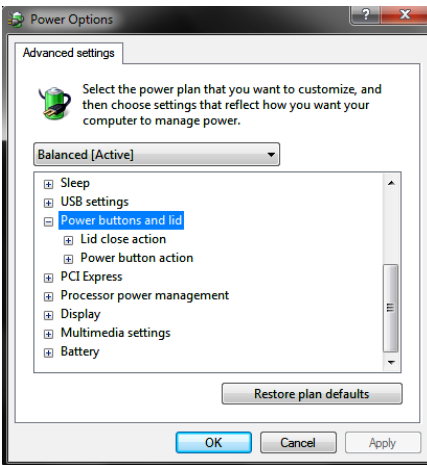 Power Options
Advanced settings
Select the power plan that you want to customize, and
then choose settings that reflect how you want your
computer to manage power.
Balanced [Active]
Sleep
USB settings
Power buttons and lid
Lid close action
Power button action
PCI Express
Processor power management
Display
Multimedia settings
Battery
Restore plan defaults
OK Cancel Apply